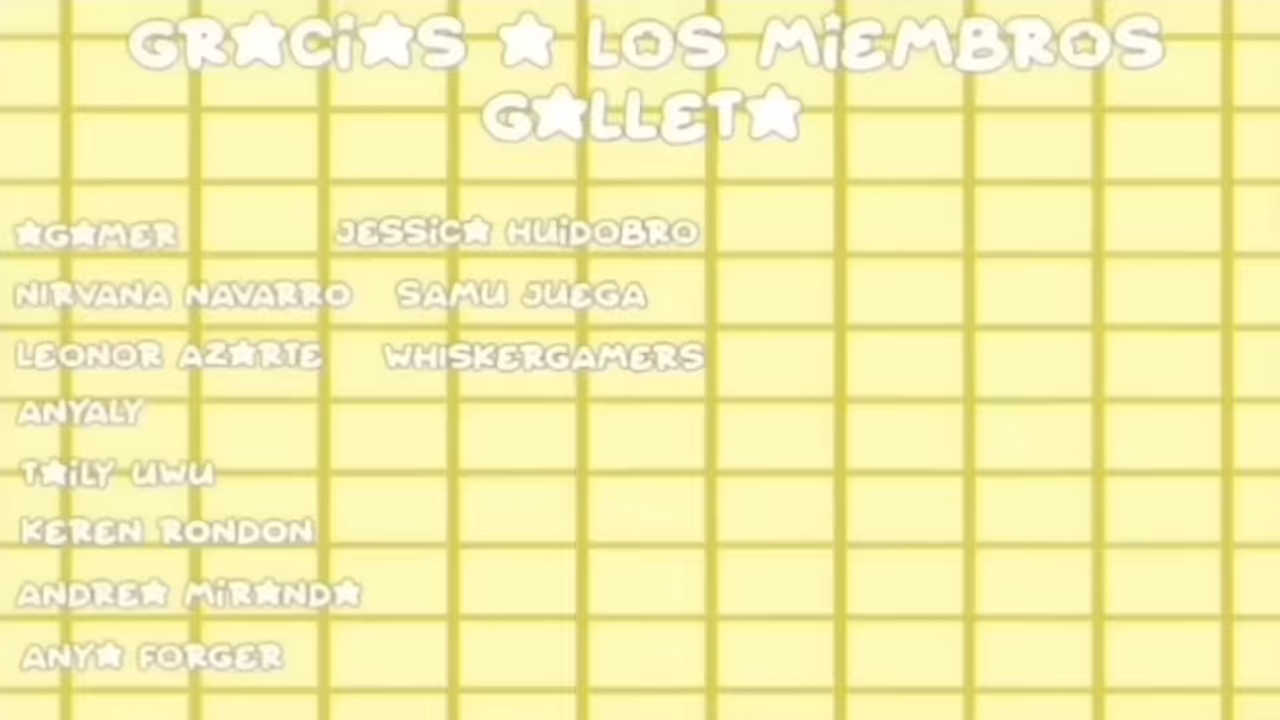 GRACiAS A LOS MiEMBROS
GALLETA
AGAMER
JESSiCA HUiDOBRO
NIRVANA NAVARRO
SAMU JUEGA
LEONOR AZARTE
WHISKERGAMERS
ANYALY
TAiLY UWU
KEREN RONDON
ANDREA MiRANDA
ANYA FORGER